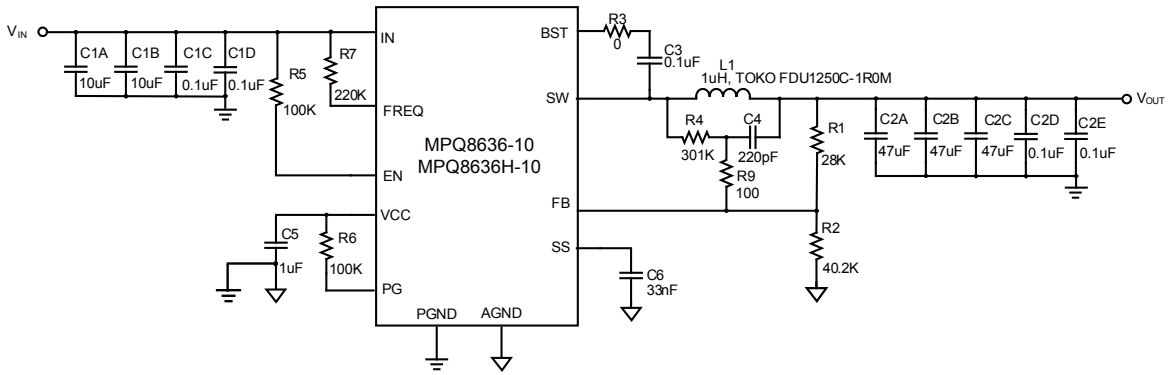 V_IN
C1A
10uF
C1B
10uF
C1C
0.1uF
C1D
0.1uF
R5
100K
R7
220K
IN
FREQ
EN
VCC
PG
PGND
AGND
MPQ8636-10
MPQ8636H-10
BST
SW
FB
SS
C5
1uF
R6
100K
R3
0
C3
0.1uF
L1
1uH, TOKO FDU1250C-1R0M
R4
301K
C4
220pF
R9
100
R1
28K
R2
40.2K
C6
33nF
C2A
47uF
C2B
47uF
C2C
47uF
C2D
0.1uF
C2E
0.1uF
V_OUT